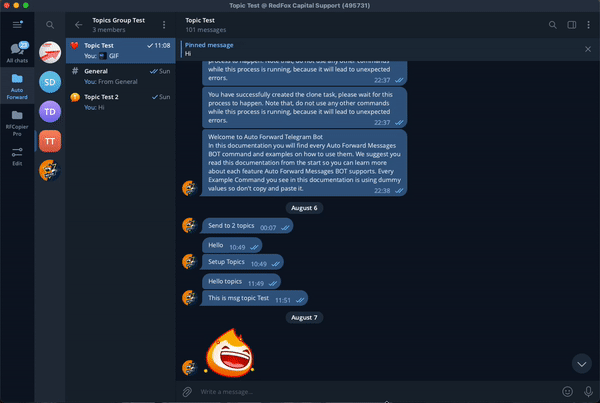 Topic Test @ RedFox Capital Support (495731)
23
All chats
Auto
Forward
RFCopier
Pro
Edit
SD
TD
TT
Topics Group Test
3 members
Topic Test
11:08
You: GIF
# General
Sun
You: From General
Topic Test 2
Sun
You: Hi
Topic Test
101 messages
Pinned message
Hi
process to happen. Note that, do not use any other commands
while this process is running, because it will lead to unexpected
errors.
22:37
You have successfully created the clone task, please wait for this
process to happen. Note that, do not use any other commands
while this process is running, because it will lead to unexpected
errors.
22:37
Welcome to Auto Forward Telegram Bot
In this documentation you will find every Auto Forward Messages
BOT command and examples on how to use them. We suggest you
read this documentation from the start so you can learn more
about each feature Auto Forward Messages BOT supports. Every
Example Command you see in this documentation is using dummy
values so don't copy and paste it.
22:38
August 6
Send to 2 topics 00:07
Hello 10:49
Setup Topics 10:49
Hello topics 11:49
This is msg topic Test 11:51
August 7
Write a message...